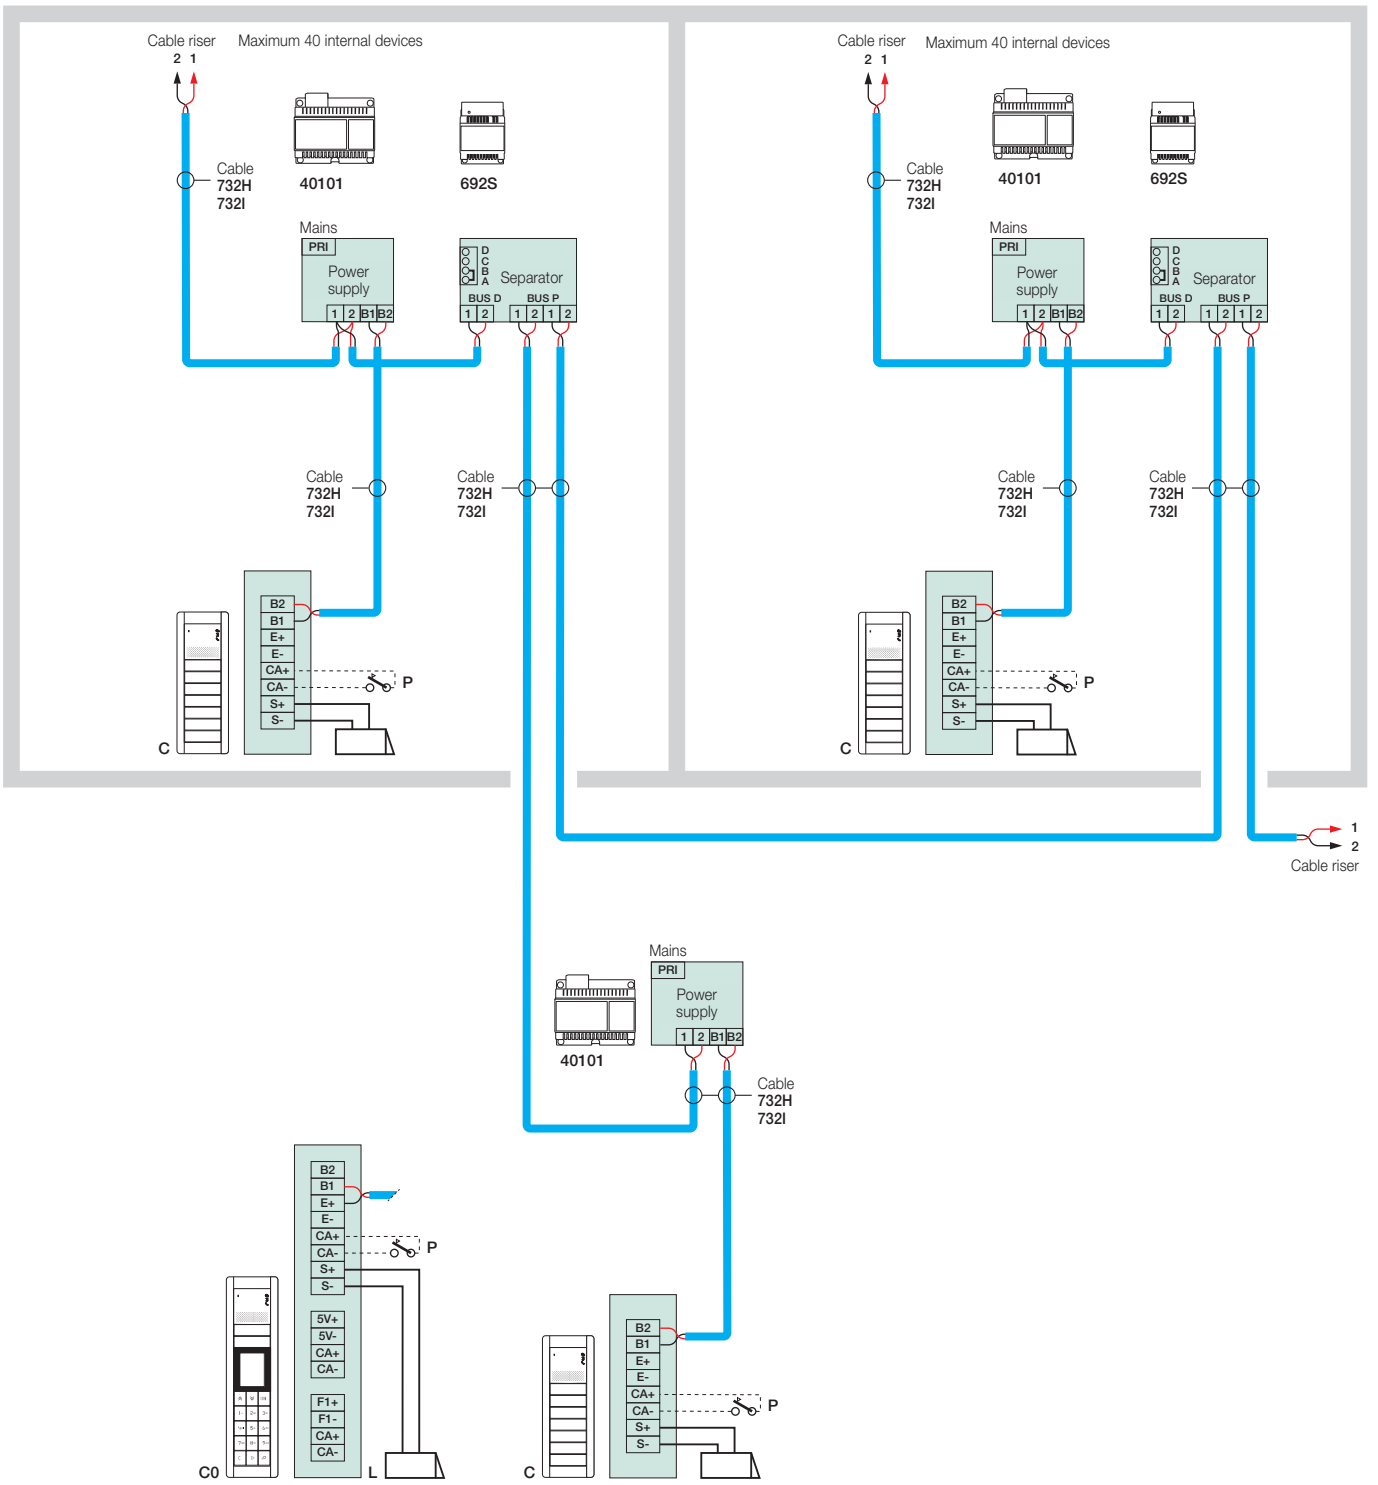 Cable riser Maximum 40 internal devices
2 1
40101
692S
Cable
732H
732I
Mains
PRI
Power
supply
1 2 B1 B2
D
C
B
A
Separator
BUS D BUS P
1 2 1 2 1 2
Cable
732H
732I
Cable
732H
732I
B2
B1
E+
E-
CA+
CA-
S+
S-
P
C
Cable riser Maximum 40 internal devices
2 1
40101
692S
Cable
732H
732I
Mains
PRI
Power
supply
1 2 B1 B2
D
C
B
A
Separator
BUS D BUS P
1 2 1 2 1 2
Cable
732H
732I
Cable
732H
732I
B2
B1
E+
E-
CA+
CA-
S+
S-
P
C
1
2
Cable riser
Mains
PRI
Power
supply
1 2 B1 B2
40101
Cable
732H
732I
B2
B1
E+
E-
CA+
CA-
S+
S-
P
5V+
5V-
CA+
CA-
F1+
F1-
CA+
CA-
C0
L
B2
B1
E+
E-
CA+
CA-
S+
S-
P
C